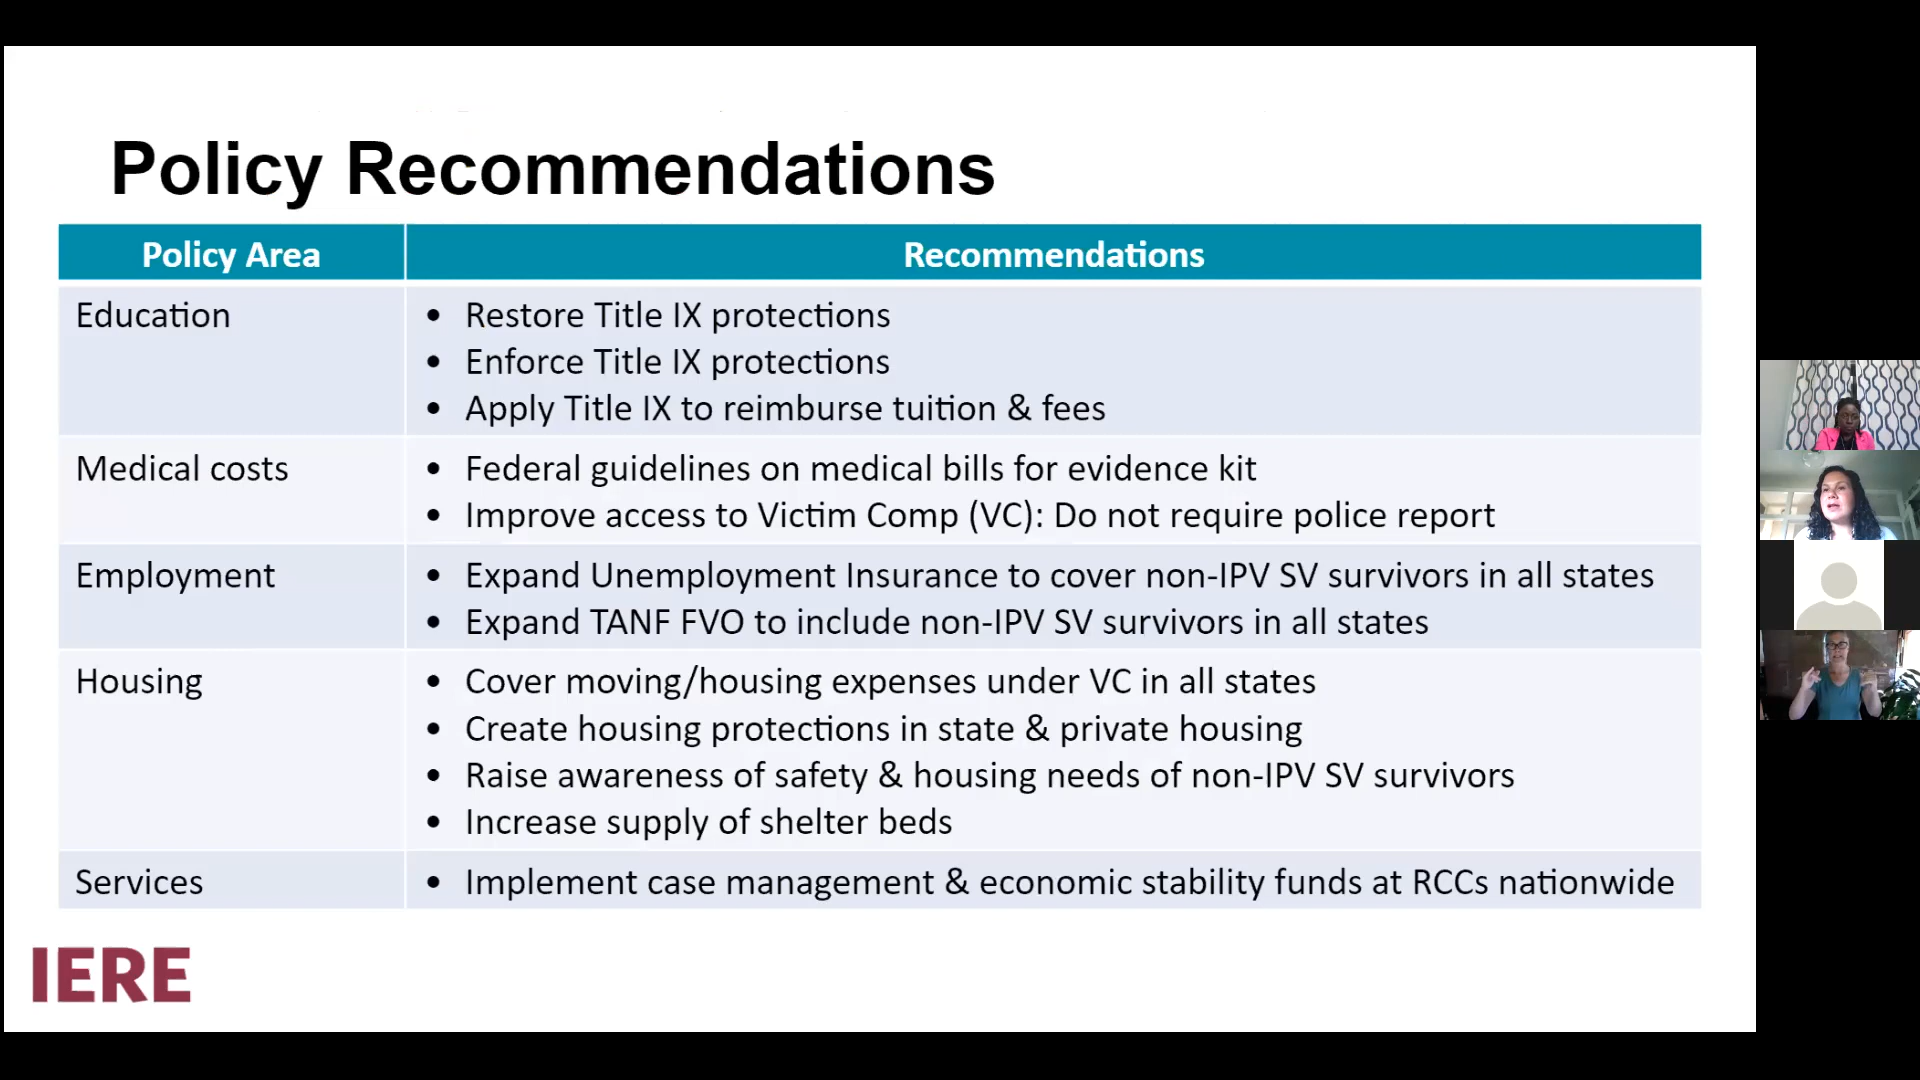 Policy Recommendations
Policy Area
Recommendations
Education
• Restore Title IX protections
• Enforce Title IX protections
• Apply Title IX to reimburse tuition & fees
Medical costs
• Federal guidelines on medical bills for evidence kit
• Improve access to Victim Comp (VC): Do not require police report
Employment
• Expand Unemployment Insurance to cover non-IPV SV survivors in all states
• Expand TANF FVO to include non-IPV SV survivors in all states
Housing
• Cover moving/housing expenses under VC in all states
• Create housing protections in state & private housing
• Raise awareness of safety & housing needs of non-IPV SV survivors
• Increase supply of shelter beds
Services
• Implement case management & economic stability funds at RCCs nationwide
IERE